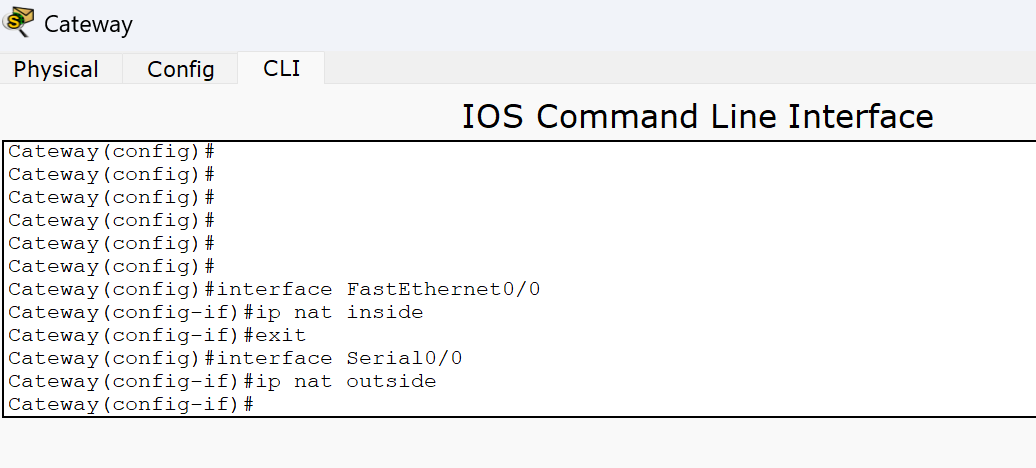 Cateway
Physical Config CLI
IOS Command Line Interface
Cateway(config)#
Cateway(config)#
Cateway(config)#
Cateway(config)#
Cateway(config)#
Cateway(config)#
Cateway(config)#interface FastEthernet0/0
Cateway(config-if)#ip nat inside
Cateway(config-if)#exit
Cateway(config)#interface Serial0/0
Cateway(config-if)#ip nat outside
Cateway(config-if)#